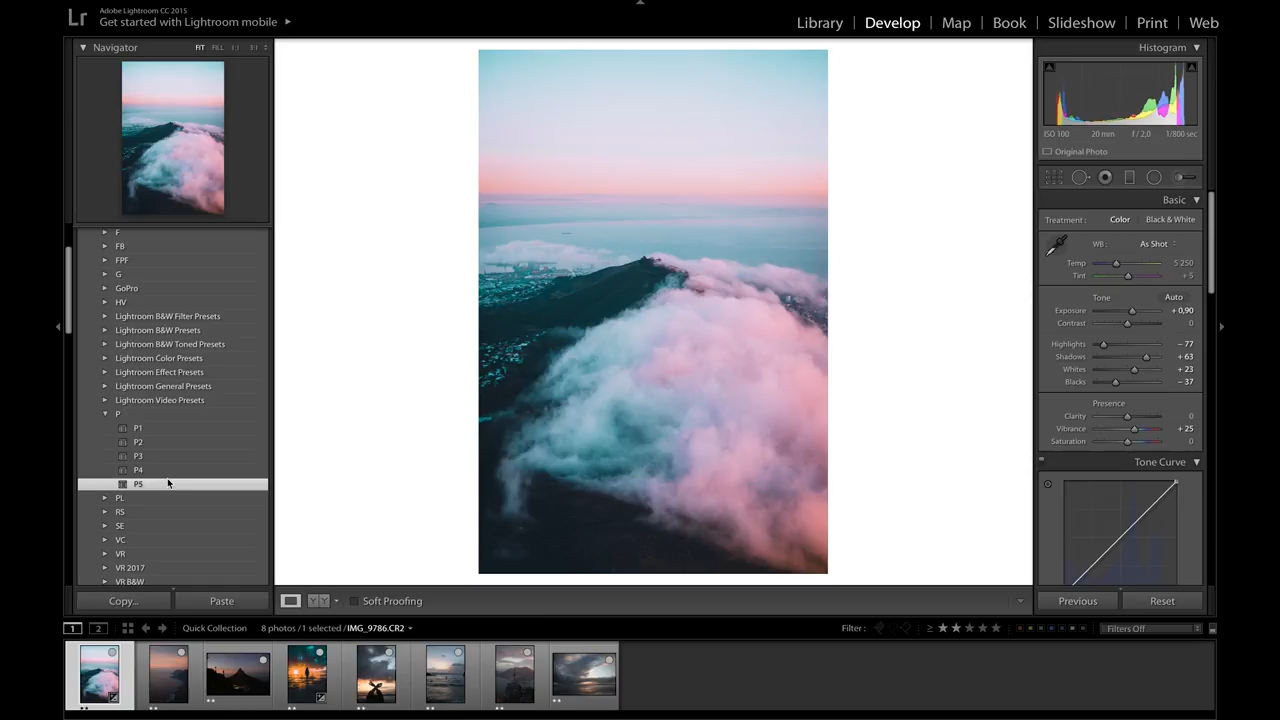 Lr
Adobe Lightroom CC 2015
Get started with Lightroom mobile
Library | Develop | Map | Book | Slideshow | Print | Web
Navigator
FIT FILL 1:1 3:1
F
FB
FPF
G
GoPro
HV
Lightroom B&W Filter Presets
Lightroom B&W Presets
Lightroom B&W Toned Presets
Lightroom Color Presets
Lightroom Effect Presets
Lightroom General Presets
Lightroom Video Presets
P
P1
P2
P3
P4
P5
PL
RS
SE
VC
VR
VR 2017
VR B&W
Copy...
Paste
Soft Proofing
Histogram
ISO 100 20 mm f / 2,0 1/800 sec
Original Photo
Basic
Treatment : Color Black & White
WB : As Shot
Temp 5 250
Tint + 5
Tone Auto
Exposure + 0,90
Contrast 0
Highlights – 77
Shadows + 63
Whites + 23
Blacks – 37
Presence
Clarity 0
Vibrance + 25
Saturation 0
Tone Curve
Previous
Reset
1 2
Quick Collection
8 photos / 1 selected / IMG_9786.CR2
Filter :
≥
Filters Off